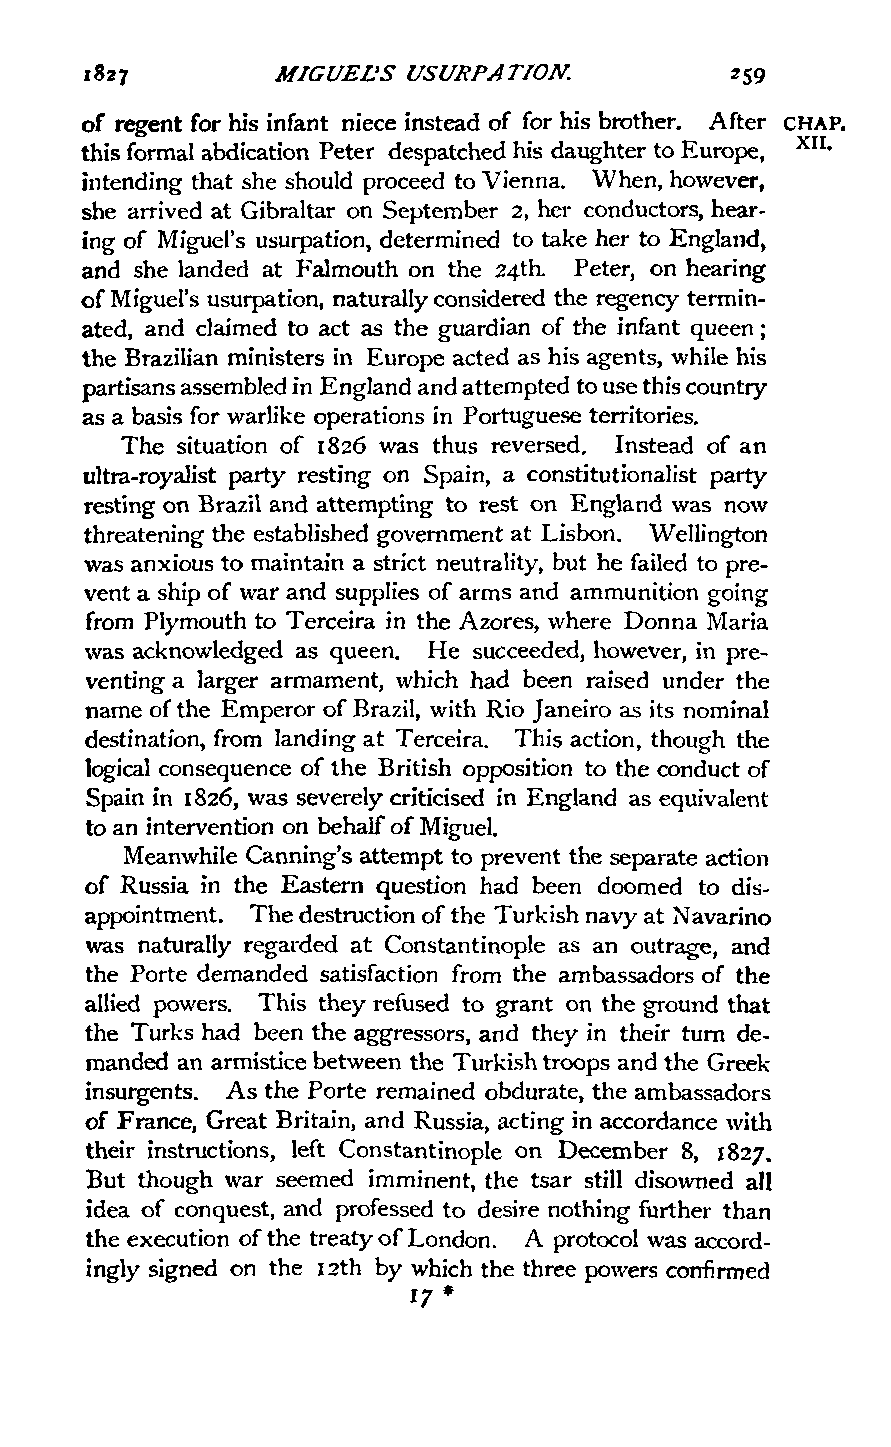 1827 MIGUEL'S USURPATION. 259
of regent for his infant niece instead of for his brother. After CHAP.
this formal abdication Peter despatched his daughter to Europe, XII.
intending that she should proceed to Vienna. When, however,
she arrived at Gibraltar on September 2, her conductors, hear-
ing of Miguel's usurpation, determined to take her to England,
and she landed at Falmouth on the 24th. Peter, on hearing
of Miguel's usurpation, naturally considered the regency termin-
ated, and claimed to act as the guardian of the infant queen ;
the Brazilian ministers in Europe acted as his agents, while his
partisans assembled in England and attempted to use this country
as a basis for warlike operations in Portuguese territories.
The situation of 1826 was thus reversed. Instead of an
ultra-royalist party resting on Spain, a constitutionalist party
resting on Brazil and attempting to rest on England was now
threatening the established government at Lisbon. Wellington
was anxious to maintain a strict neutrality, but he failed to pre-
vent a ship of war and supplies of arms and ammunition going
from Plymouth to Terceira in the Azores, where Donna Maria
was acknowledged as queen. He succeeded, however, in pre-
venting a larger armament, which had been raised under the
name of the Emperor of Brazil, with Rio Janeiro as its nominal
destination, from landing at Terceira. This action, though the
logical consequence of the British opposition to the conduct of
Spain in 1826, was severely criticised in England as equivalent
to an intervention on behalf of Miguel.
Meanwhile Canning's attempt to prevent the separate action
of Russia in the Eastern question had been doomed to dis-
appointment. The destruction of the Turkish navy at Navarino
was naturally regarded at Constantinople as an outrage, and
the Porte demanded satisfaction from the ambassadors of the
allied powers. This they refused to grant on the ground that
the Turks had been the aggressors, and they in their turn de-
manded an armistice between the Turkish troops and the Greek
insurgents. As the Porte remained obdurate, the ambassadors
of France, Great Britain, and Russia, acting in accordance with
their instructions, left Constantinople on December 8, 1827.
But though war seemed imminent, the tsar still disowned all
idea of conquest, and professed to desire nothing further than
the execution of the treaty of London. A protocol was accord-
ingly signed on the 12th by which the three powers confirmed
17 *